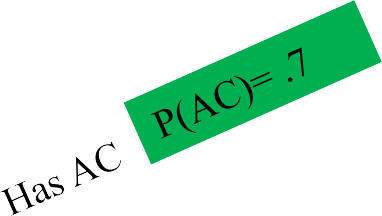 Has AC
P(AC)= .7